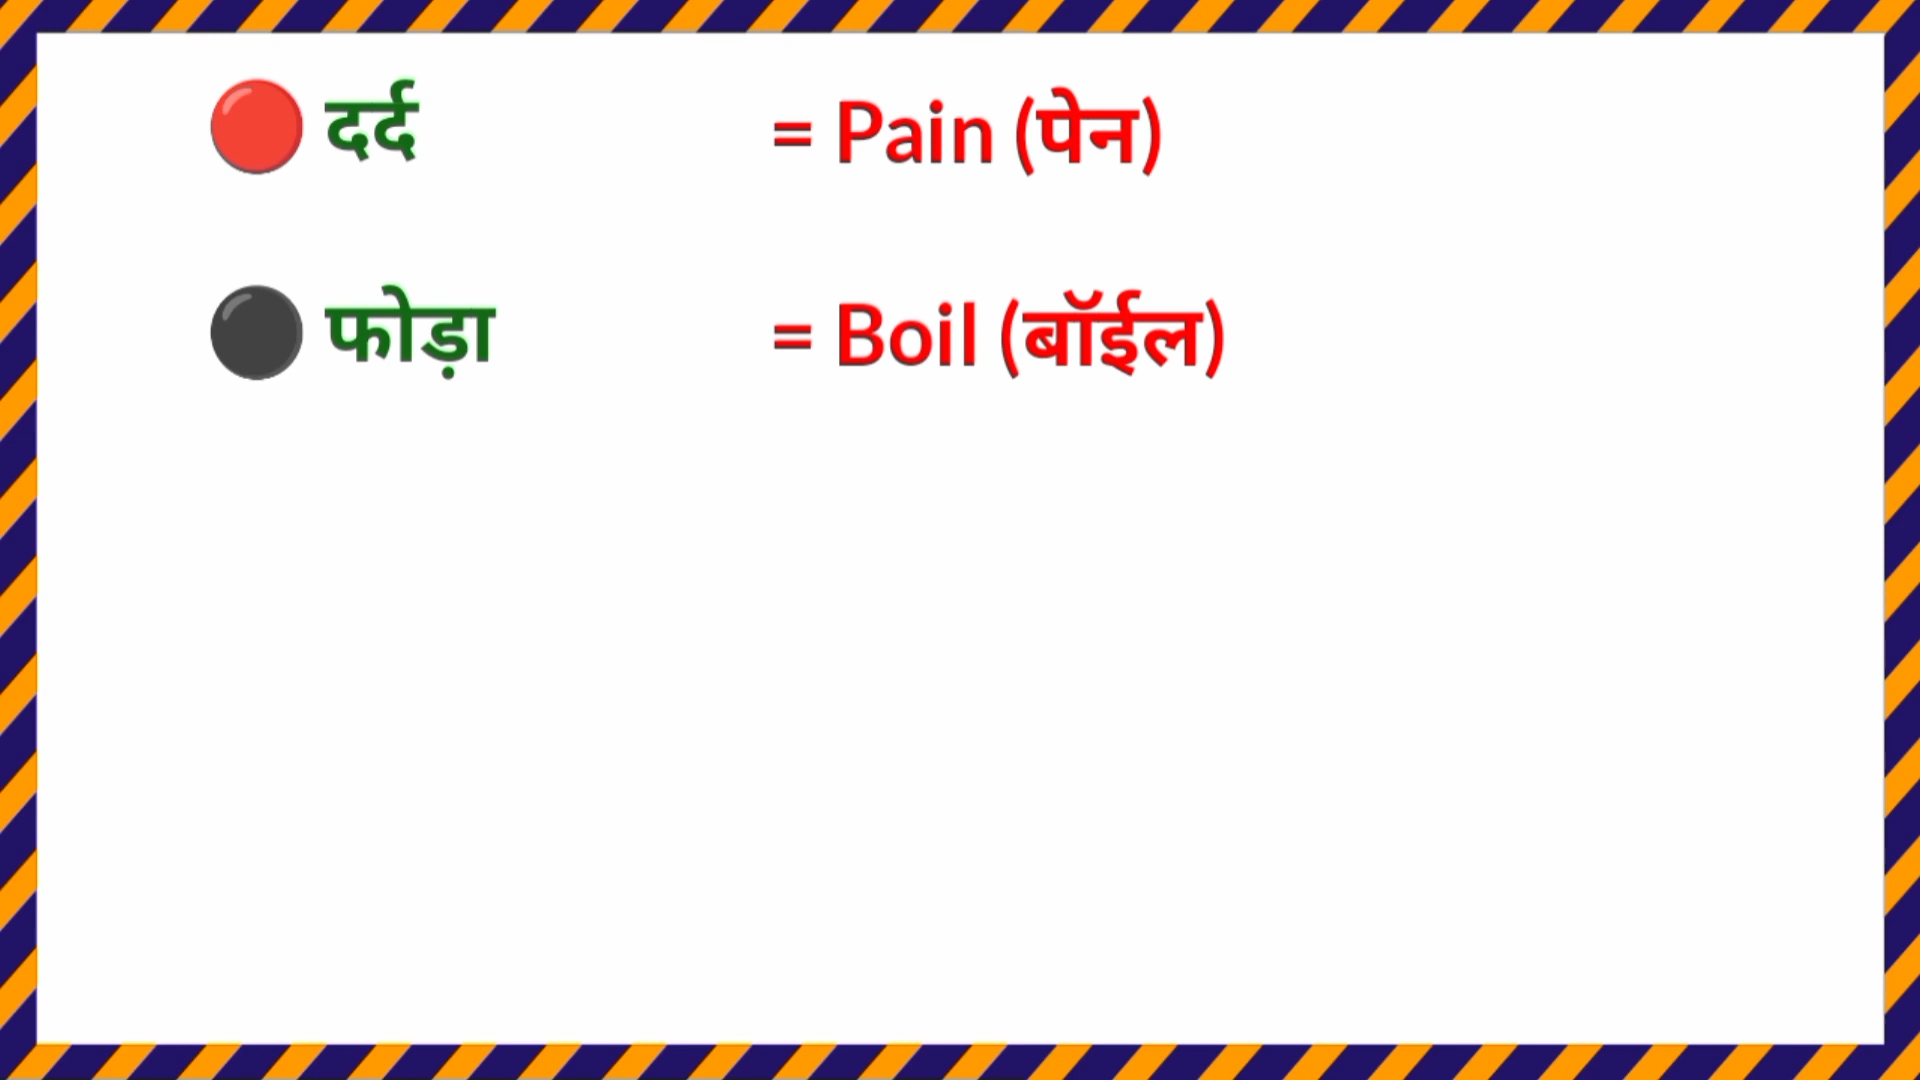 🔴 दर्द = Pain (पेन)
⚫ फोड़ा = Boil (बॉईल)